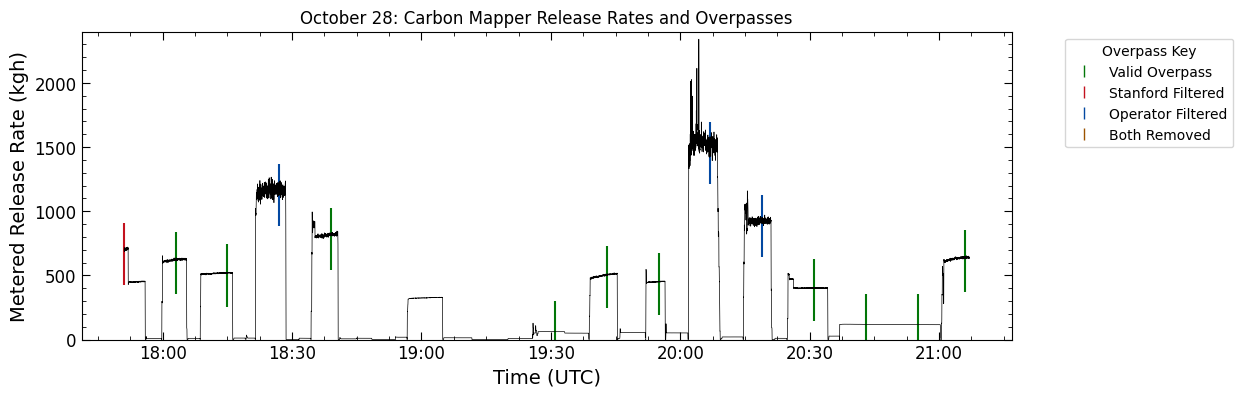 October 28: Carbon Mapper Release Rates and Overpasses
Metered Release Rate (kgh)
2000
1500
1000
500
0
18:00
18:30
19:00
19:30
20:00
20:30
21:00
Time (UTC)
Overpass Key
Valid Overpass
Stanford Filtered
Operator Filtered
Both Removed